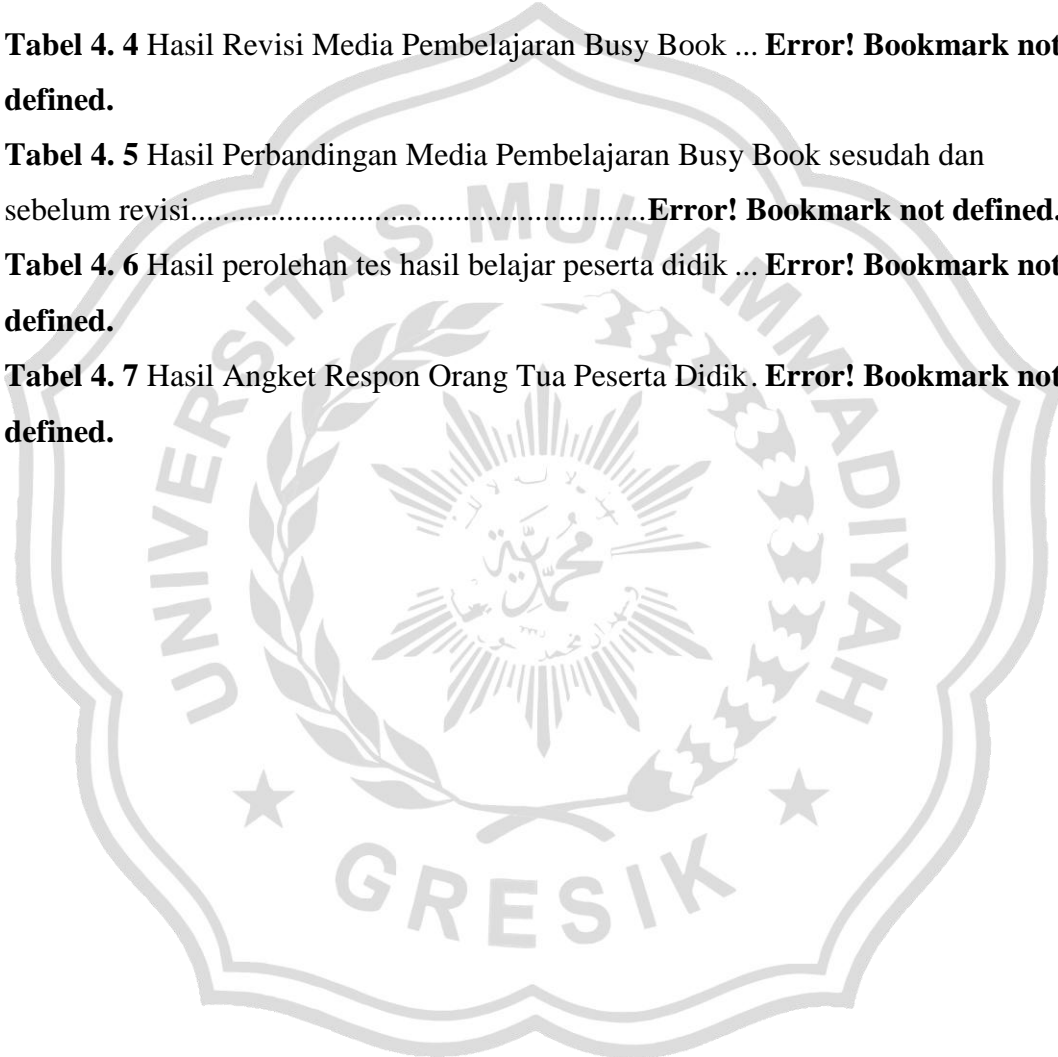 Tabel 4. 4 Hasil Revisi Media Pembelajaran Busy Book ... Error! Bookmark not
defined.
Tabel 4. 5 Hasil Perbandingan Media Pembelajaran Busy Book sesudah dan
sebelum revisi............................................................Error! Bookmark not defined.
Tabel 4. 6 Hasil perolehan tes hasil belajar peserta didik ... Error! Bookmark not
defined.
Tabel 4. 7 Hasil Angket Respon Orang Tua Peserta Didik. Error! Bookmark not
defined.
UNIVERSITAS MUHAMMADIYAH
GRESIK